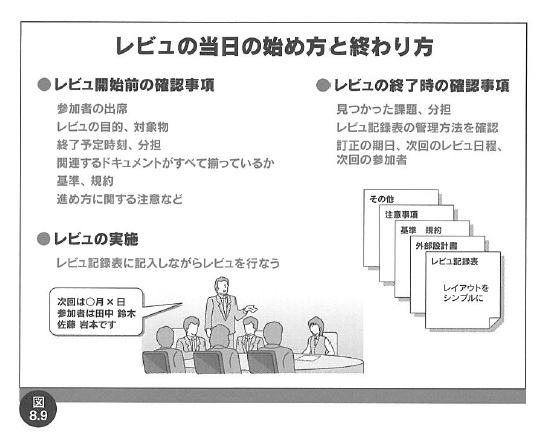 レビュの当日の始め方と終わり方
●レビュ開始前の確認事項
参加者の出席
レビュの目的、対象物
終了予定時刻、分担
関連するドキュメントがすべて揃っているか
基準、規約
進め方に関する注意など
●レビュの実施
レビュ記録表に記入しながらレビュを行なう
次回は○月×日
参加者は田中 鈴木
佐藤 岩本です
●レビュの終了時の確認事項
見つかった課題、分担
レビュ記録表の管理方法を確認
訂正の期日、次回のレビュ日程、
次回の参加者
その他
注意事項
基準 規約
外部設計書
レビュ記録表
レイアウトを
シンプルに
図
8.9